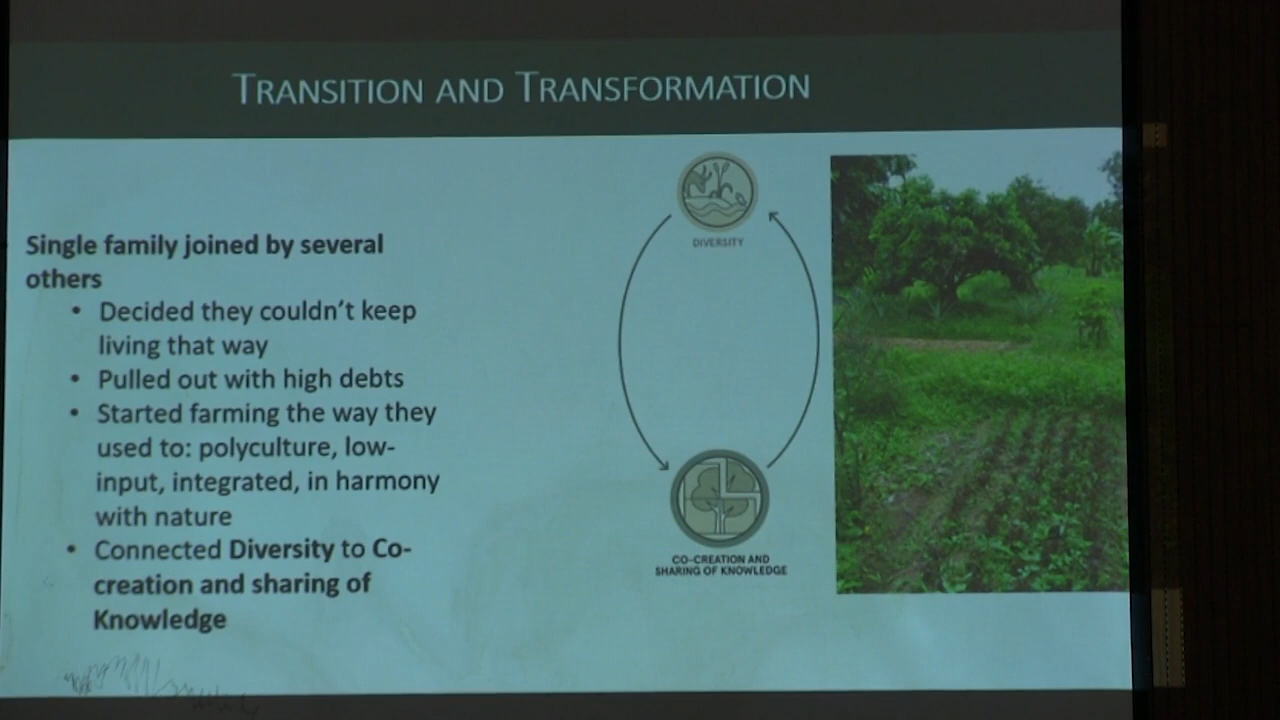 TRANSITION AND TRANSFORMATION
Single family joined by several
others
• Decided they couldn't keep
living that way
• Pulled out with high debts
• Started farming the way they
used to: polyculture, low-
input, integrated, in harmony
with nature
• Connected Diversity to Co-
creation and sharing of
Knowledge
DIVERSITY
CO-CREATION AND
SHARING OF KNOWLEDGE